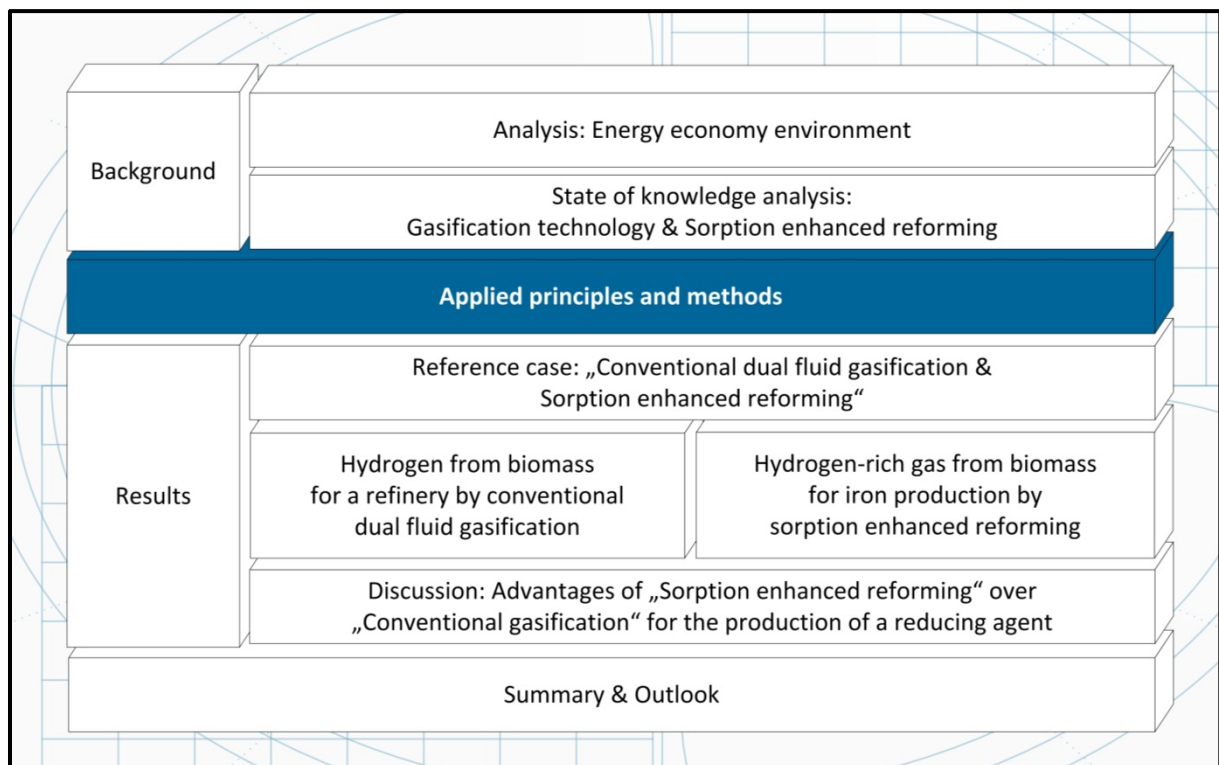 Background
Analysis: Energy economy environment
State of knowledge analysis:
Gasification technology & Sorption enhanced reforming
Applied principles and methods
Results
Reference case: „Conventional dual fluid gasification &
Sorption enhanced reforming“
Hydrogen from biomass
for a refinery by conventional
dual fluid gasification
Hydrogen-rich gas from biomass
for iron production by
sorption enhanced reforming
Discussion: Advantages of „Sorption enhanced reforming“ over
„Conventional gasification“ for the production of a reducing agent
Summary & Outlook